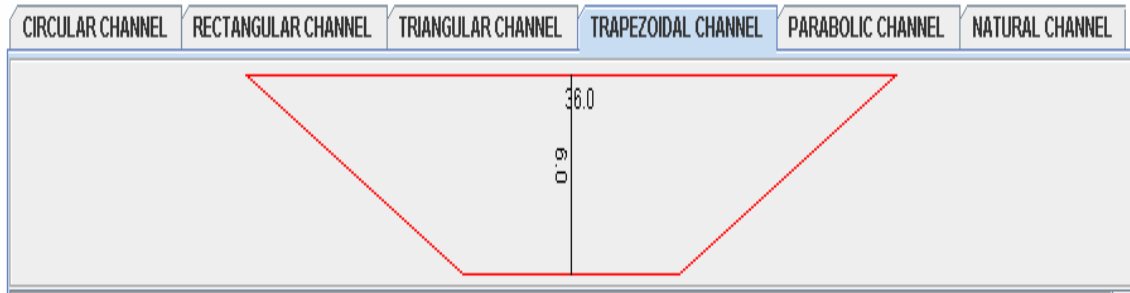 CIRCULAR CHANNEL RECTANGULAR CHANNEL TRIANGULAR CHANNEL TRAPEZOIDAL CHANNEL PARABOLIC CHANNEL NATURAL CHANNEL
36.0
6.0